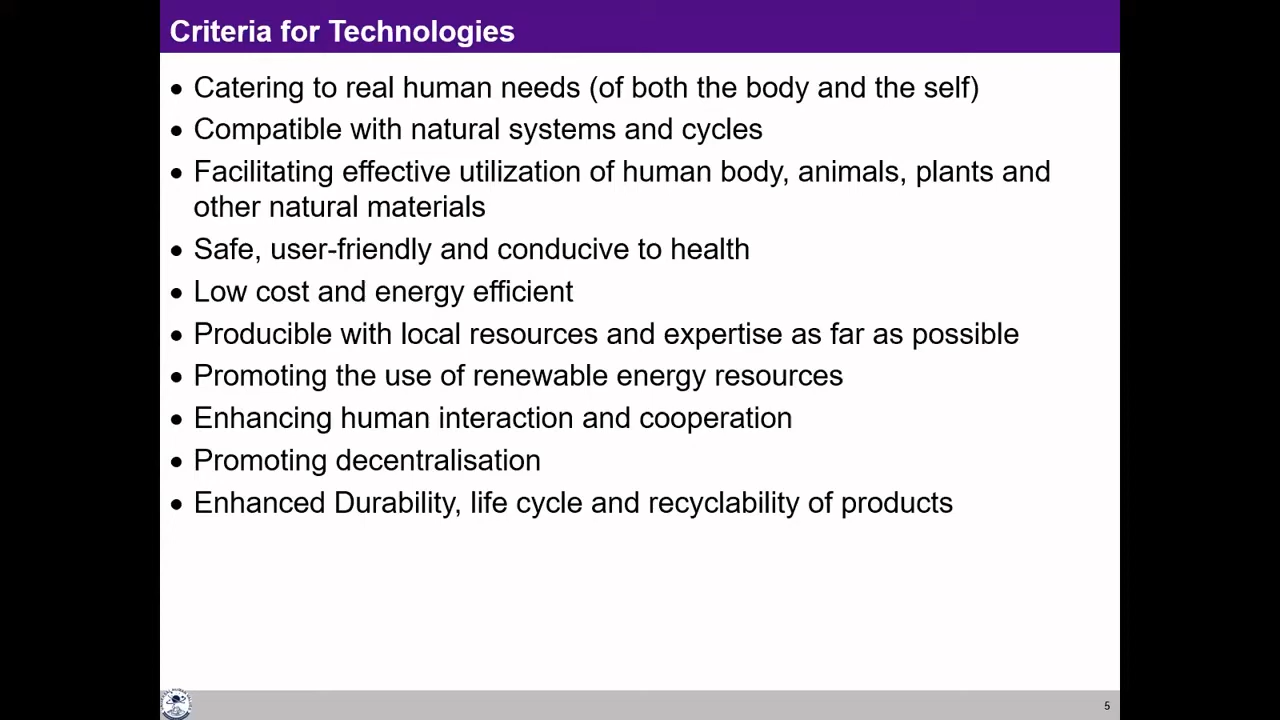 Criteria for Technologies
• Catering to real human needs (of both the body and the self)
• Compatible with natural systems and cycles
• Facilitating effective utilization of human body, animals, plants and
other natural materials
• Safe, user-friendly and conducive to health
• Low cost and energy efficient
• Producible with local resources and expertise as far as possible
• Promoting the use of renewable energy resources
• Enhancing human interaction and cooperation
• Promoting decentralisation
• Enhanced Durability, life cycle and recyclability of products
5